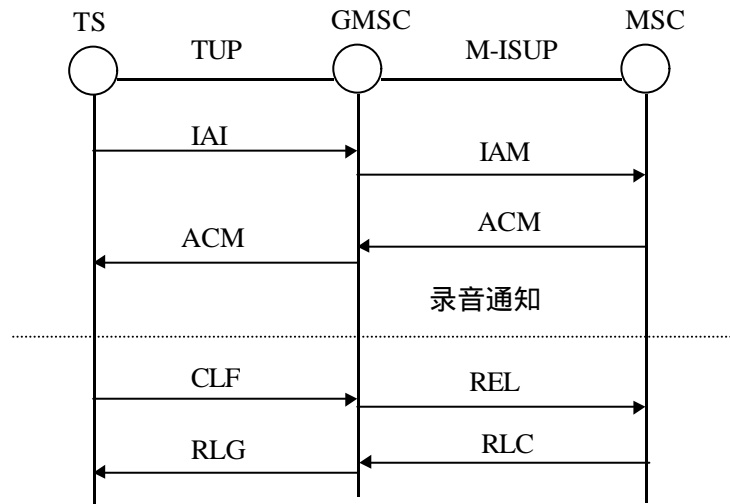 TS GMSC MSC
TUP M-ISUP
IAI
IAM
ACM
ACM
录音通知
CLF
REL
RLC
RLG